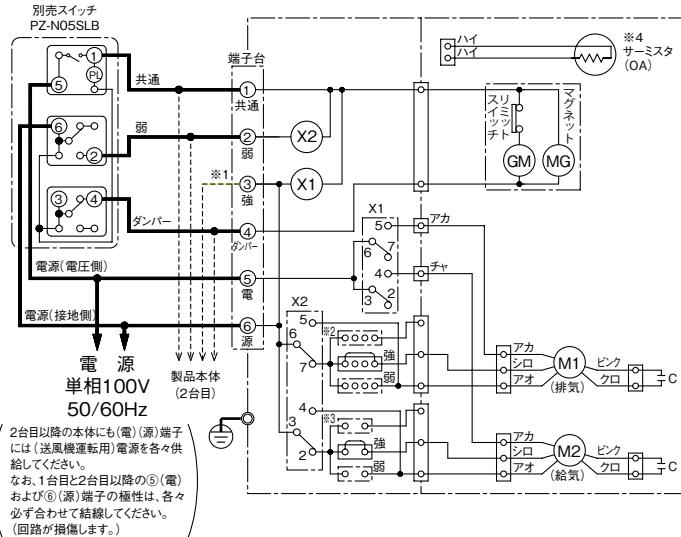 別売スイッチ
PZ-N05SLB
① PL ⑤
⑥ ②
③ ④
共通
弱
※1
ダンパー
電源(電圧側)
電源(接地側)
電 源
単相100V
50/60Hz
製品本体
(2台目)
端子台
①
共通
②
弱
③
強
④
ダンパー
⑤
電
⑥
源
X2
X1
ハイ
ハイ
※4
サーミスタ
(OA)
リミット
スイッチ
マグネット
GM
MG
X1
5
6 7
4
3 2
アカ
チャ
X2
5
6
7
4
3
2
※2
強
弱
※3
強
弱
アカ
シロ
アオ
M1
(排気)
ピンク
クロ
C
アカ
シロ
アオ
M2
(給気)
ピンク
クロ
C
2台目以降の本体にも(電)(源)端子
には(送風機運転用)電源を各々供
給してください。
なお、1台目と2台目以降の⑤(電)
および⑥(源)端子の極性は、各々
必ず合わせて結線してください。
(回路が損傷します。)